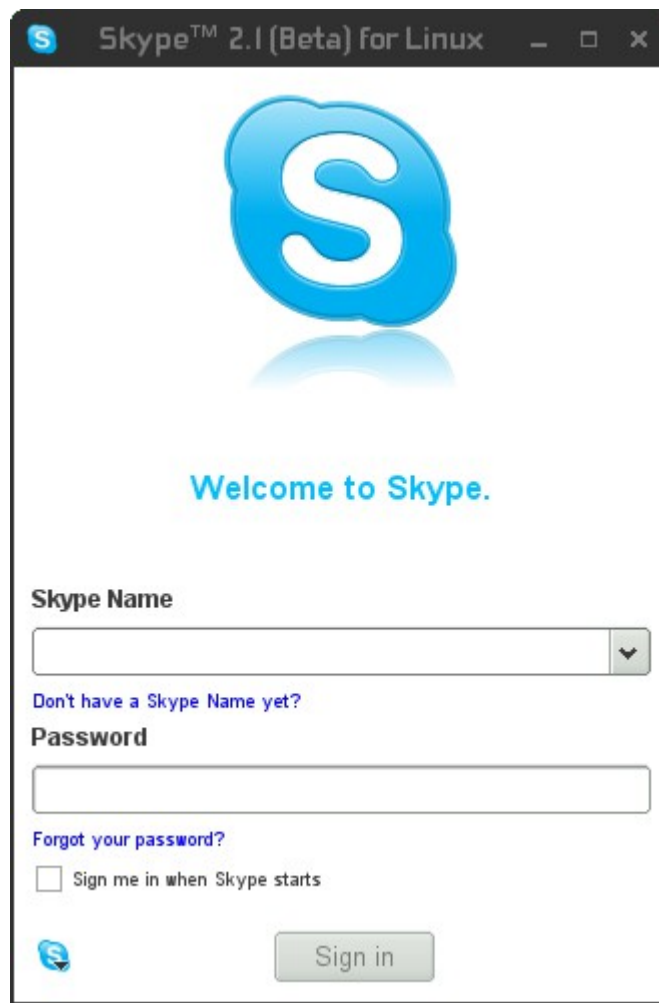 Skype™ 2.1 (Beta) for Linux
S
Welcome to Skype.
Skype Name
Don't have a Skype Name yet?
Password
Forgot your password?
Sign me in when Skype starts
Sign in